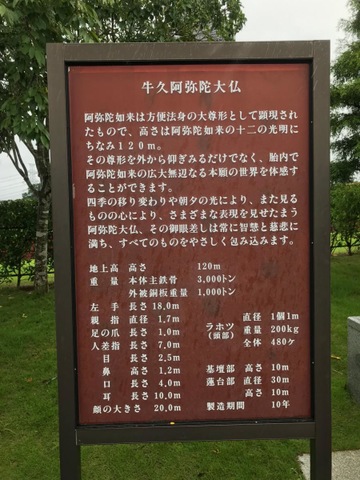 牛久阿弥陀大仏
阿弥陀如来は方便法身の大尊形として顕現され
たもので、高さは阿弥陀如来の十二の光明に
ちなみ120m。
その尊形を外から仰ぎみるだけでなく、胎内で
阿弥陀如来の広大無辺なる本願の世界を体感す
ることができます。
四季の移り変わりや朝夕の光により、また見る
ものの心により、さまざまな表現を見せたまう
阿弥陀大仏、その御眼差しは常に智慧と慈悲に
満ち、すべてのものをやさしく包み込みます。
地上高 高さ 120m
重量 本体主鉄骨 3,000トン
外被銅板重量 1,000トン
左手 長さ 18.0m
親指 直径 1.7m
足の爪 長さ 1.0m
人差指 長さ 7.0m
目 長さ 2.5m
鼻 高さ 1.2m
口 長さ 4.0m
耳 長さ 10.0m
顔の大きさ 20.0m
ラホツ(頭部) 直径 1個1m
重量 200kg
全体 480ケ
基壇部 高さ 10m
蓮台部 直径 30m
高さ 10m
製造期間 10年